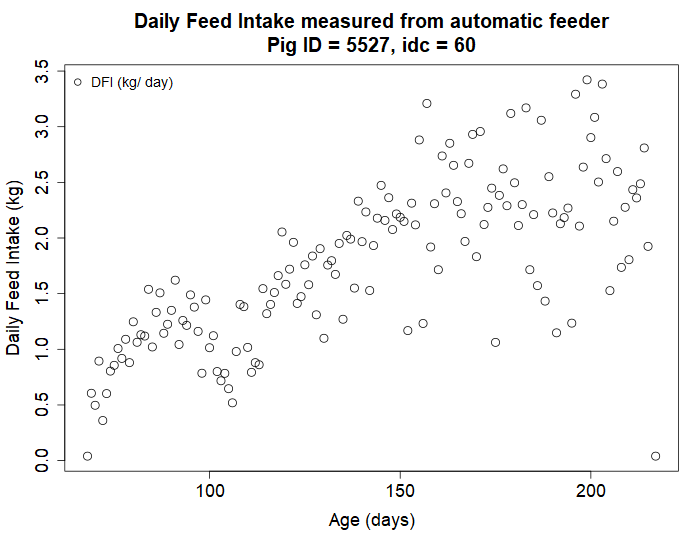 Daily Feed Intake measured from automatic feeder
Pig ID = 5527, idc = 60
DFI (kg/ day)
Daily Feed Intake (kg)
3.5
3.0
2.5
2.0
1.5
1.0
0.5
0.0
100 150 200
Age (days)